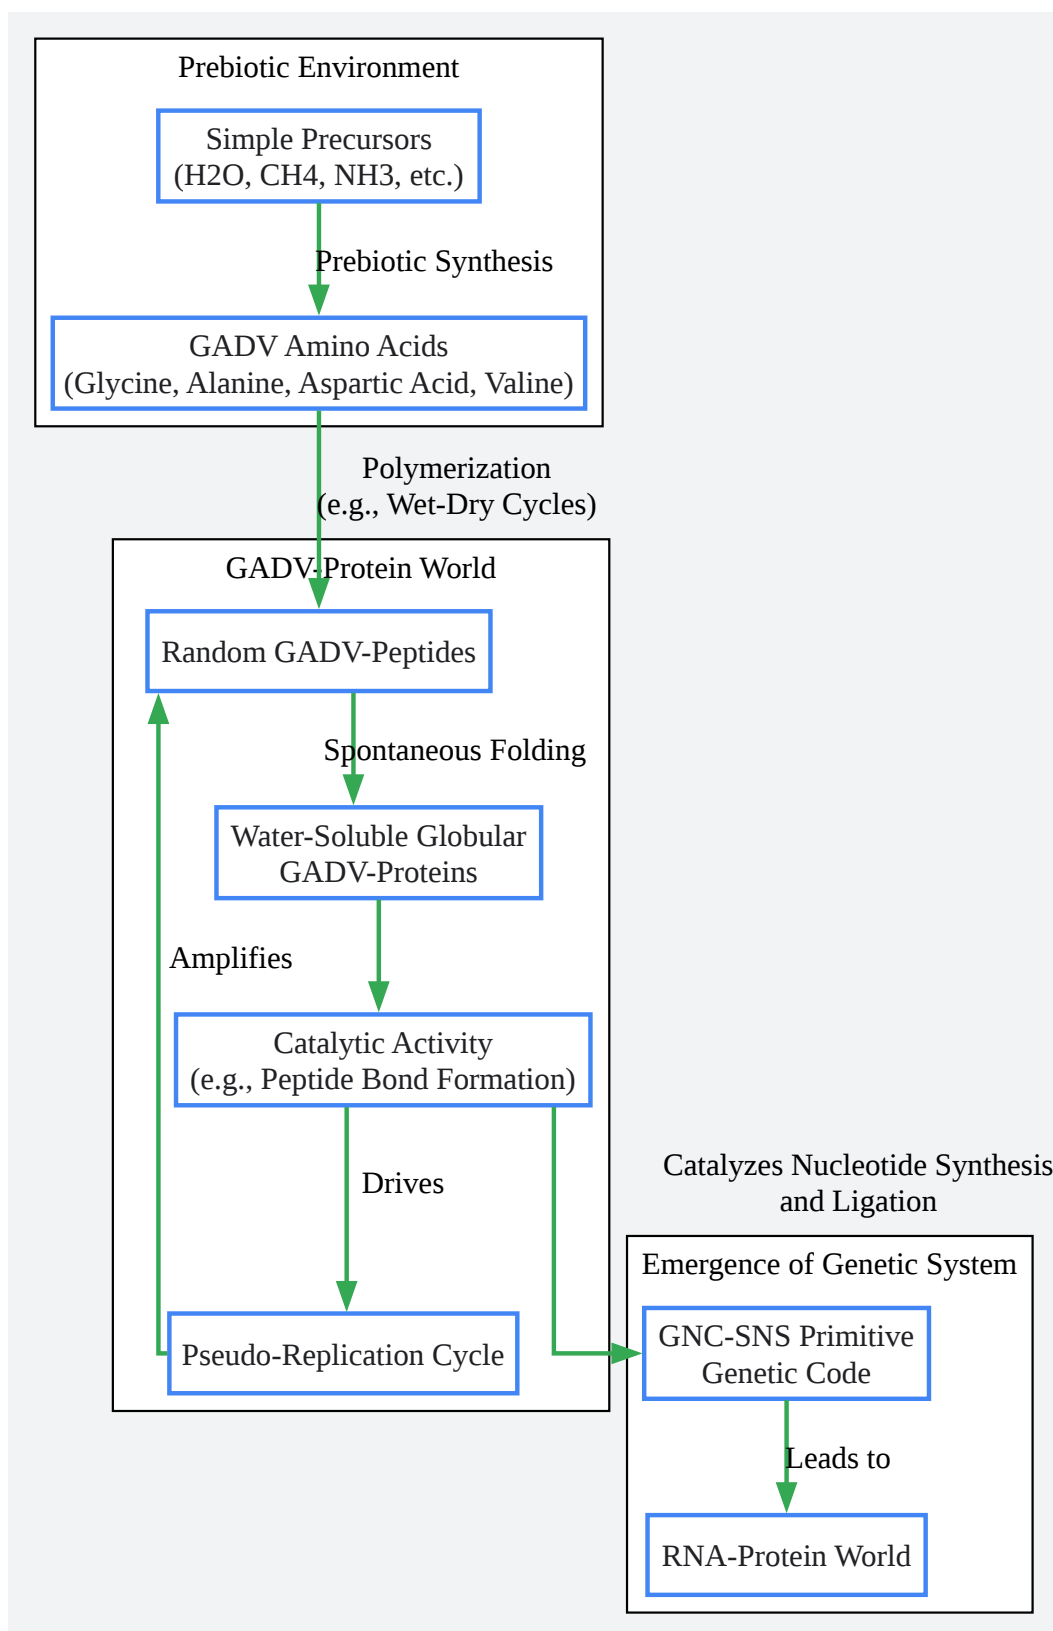 Prebiotic Environment
Simple Precursors
(H2O, CH4, NH3, etc.)
Prebiotic Synthesis
GADV Amino Acids
(Glycine, Alanine, Aspartic Acid, Valine)
Polymerization
(e.g., Wet-Dry Cycles)
GADV-Protein World
Random GADV-Peptides
Spontaneous Folding
Water-Soluble Globular
GADV-Proteins
Amplifies
Catalytic Activity
(e.g., Peptide Bond Formation)
Drives
Catalyzes Nucleotide Synthesis
and Ligation
Pseudo-Replication Cycle
Emergence of Genetic System
GNC-SNS Primitive
Genetic Code
Leads to
RNA-Protein World